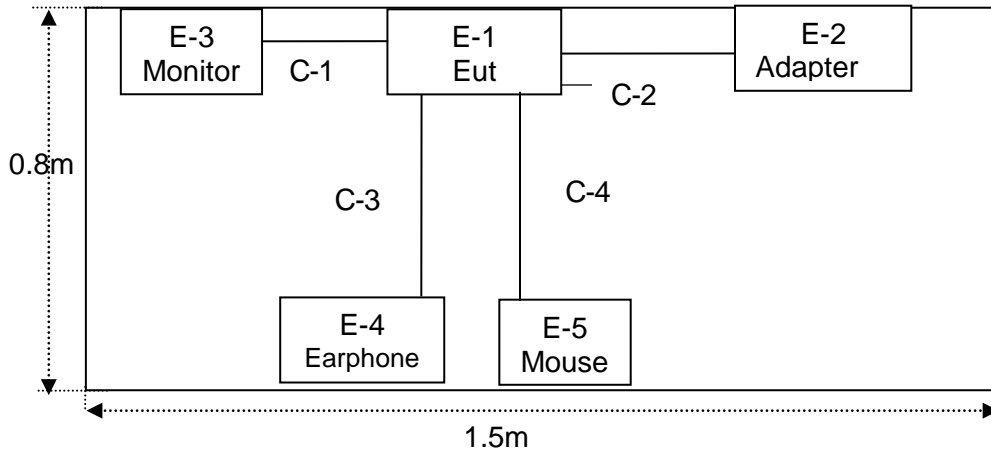 E-3
Monitor
E-1
Eut
E-2
Adapter
C-1
C-2
0.8m
C-3
C-4
E-4
Earphone
E-5
Mouse
1.5m